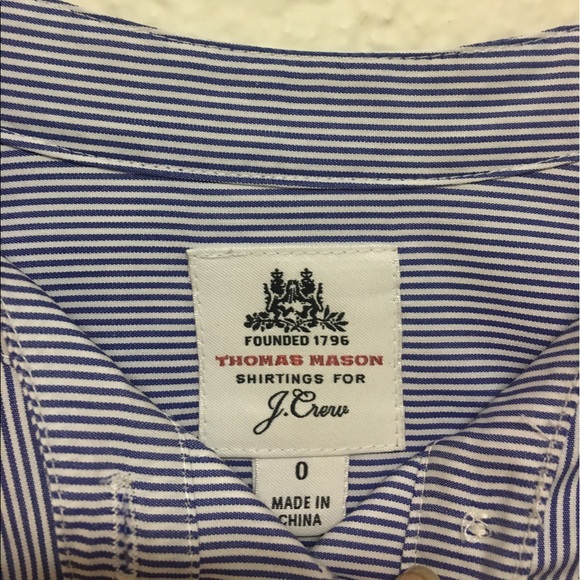 FOUNDED 1796
THOMAS MASON
SHIRTINGS FOR
J.Crew
0
MADE IN
CHINA